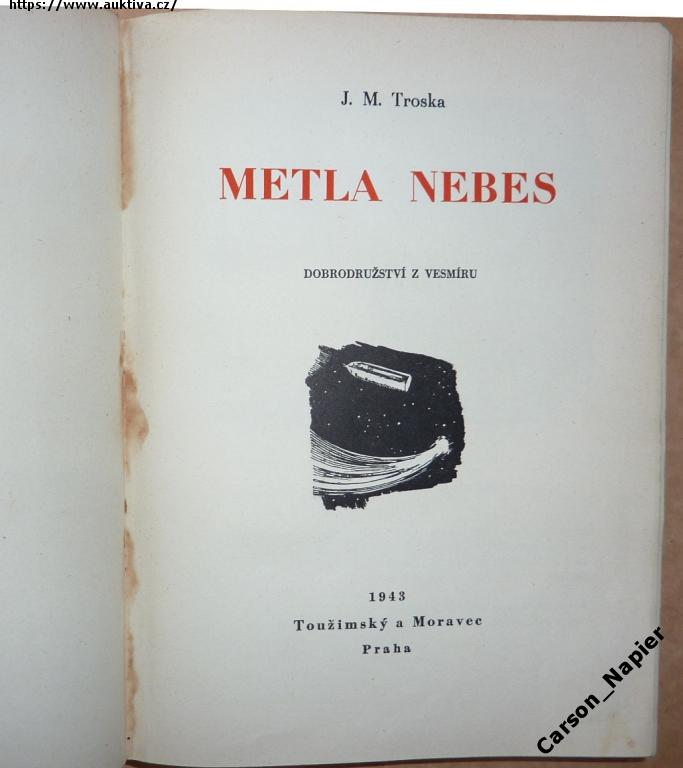 https://www.auktiva.cz/
J. M. Troska
METLA NEBES
DOBRODRUŽSTVÍ Z VESMÍRU
1943
Toužimský a Moravec
Praha
Carson_Napier